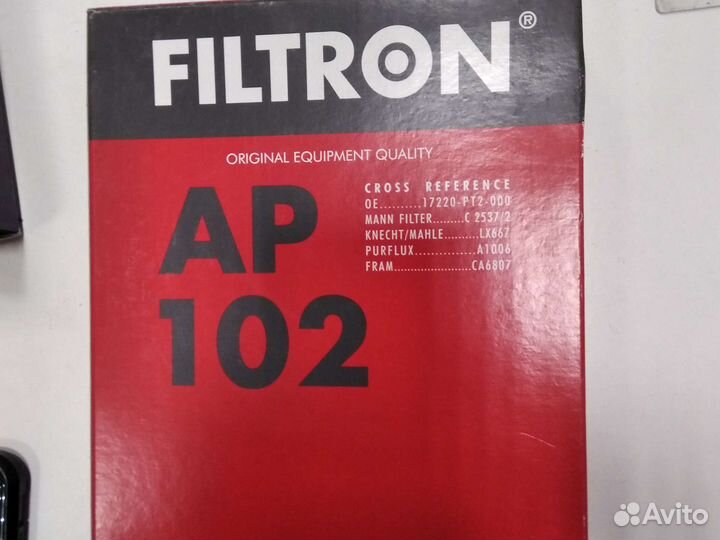 FILTRON®
ORIGINAL EQUIPMENT QUALITY
AP
102
CROSS REFERENCE
OE..........17220-PT2-000
MANN FILTER.........C 2537/2
KNECHT/MAHLE..........LX667
PURFLUX...............A1006
FRAM.......................CA6807
Avito